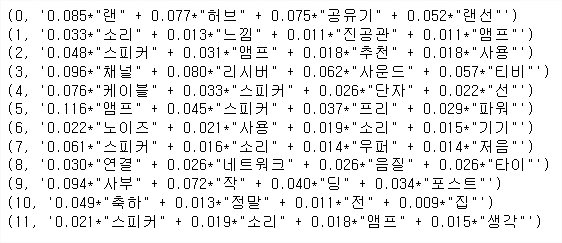 (0, '0.085*"랜" + 0.077*"허브" + 0.075*"공유기" + 0.052*"랜선"')
(1, '0.033*"소리" + 0.013*"느낌" + 0.011*"진공관" + 0.011*"앰프"')
(2, '0.048*"스피커" + 0.031*"앰프" + 0.018*"추천" + 0.018*"사용"')
(3, '0.096*"채널" + 0.080*"리시버" + 0.062*"사운드" + 0.057*"티비"')
(4, '0.076*"케이블" + 0.033*"스피커" + 0.026*"단자" + 0.022*"선"')
(5, '0.116*"앰프" + 0.045*"스피커" + 0.037*"프리" + 0.029*"파워"')
(6, '0.022*"노이즈" + 0.021*"사용" + 0.019*"소리" + 0.015*"기기"')
(7, '0.061*"스피커" + 0.016*"소리" + 0.014*"우퍼" + 0.014*"저음"')
(8, '0.030*"연결" + 0.026*"네트워크" + 0.026*"음질" + 0.026*"타이"')
(9, '0.094*"사부" + 0.072*"작" + 0.040*"딩" + 0.034*"포스트"')
(10, '0.049*"축하" + 0.013*"정말" + 0.011*"전" + 0.009*"집"')
(11, '0.021*"스피커" + 0.019*"소리" + 0.018*"앰프" + 0.015*"생각"')